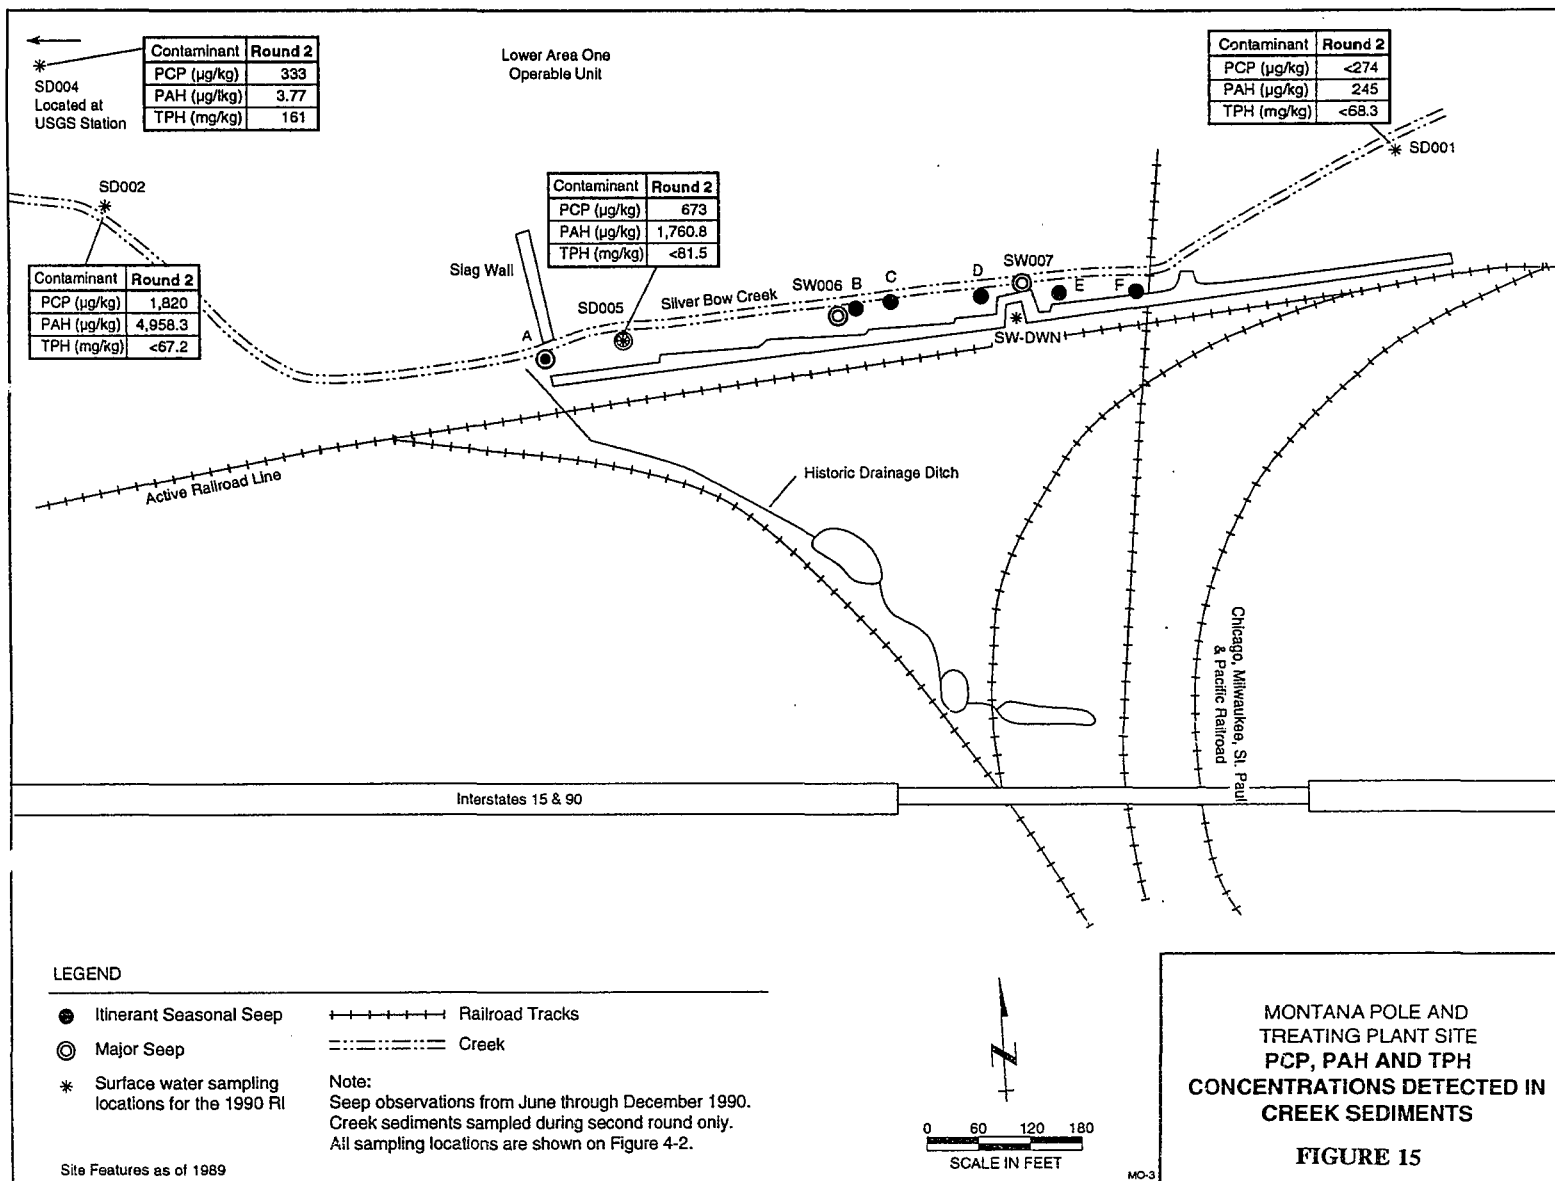 Contaminant Round 2
PCP (µg/kg) 333
PAH (µg/lkg) 3.77
TPH (mg/kg) 161
SD004
Located at
USGS Station
Lower Area One
Operable Unit
Contaminant Round 2
PCP (µg/kg) <274
PAH (µg/kg) 245
TPH (mg/kg) <68.3
SD001
SD002
Contaminant Round 2
PCP (µg/kg) 673
PAH (µg/kg) 1,760.8
TPH (mg/kg) <81.5
Contaminant Round 2
PCP (µg/kg) 1,820
PAH (µg/kg) 4,958.3
TPH (mg/kg) <67.2
Slag Wall
SD005
Silver Bow Creek
SW006
B
C
D
SW007
E
F
A
SW-DWN
Active Railroad Line
Historic Drainage Ditch
Chicago, Milwaukee, St. Paul
& Pacific Railroad
Interstates 15 & 90
LEGEND
Itinerant Seasonal Seep
Major Seep
Surface water sampling
locations for the 1990 RI
Railroad Tracks
Creek
Note:
Seep observations from June through December 1990.
Creek sediments sampled during second round only.
All sampling locations are shown on Figure 4-2.
Site Features as of 1989
N
0 60 120 180
SCALE IN FEET
MO-3
MONTANA POLE AND
TREATING PLANT SITE
PCP, PAH AND TPH
CONCENTRATIONS DETECTED IN
CREEK SEDIMENTS
FIGURE 15